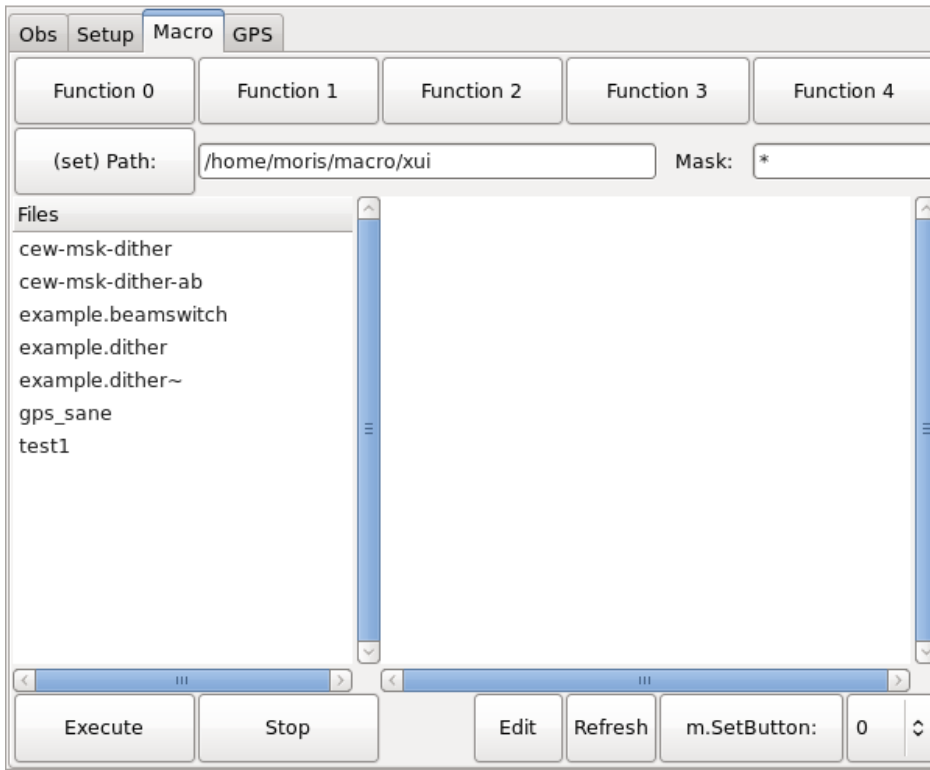 Obs Setup Macro GPS
Function 0 Function 1 Function 2 Function 3 Function 4
(set) Path: /home/moris/macro/xui Mask: *
Files
cew-msk-dither
cew-msk-dither-ab
example.beamswitch
example.dither
example.dither~
gps_sane
test1
Execute Stop Edit Refresh m.SetButton: 0